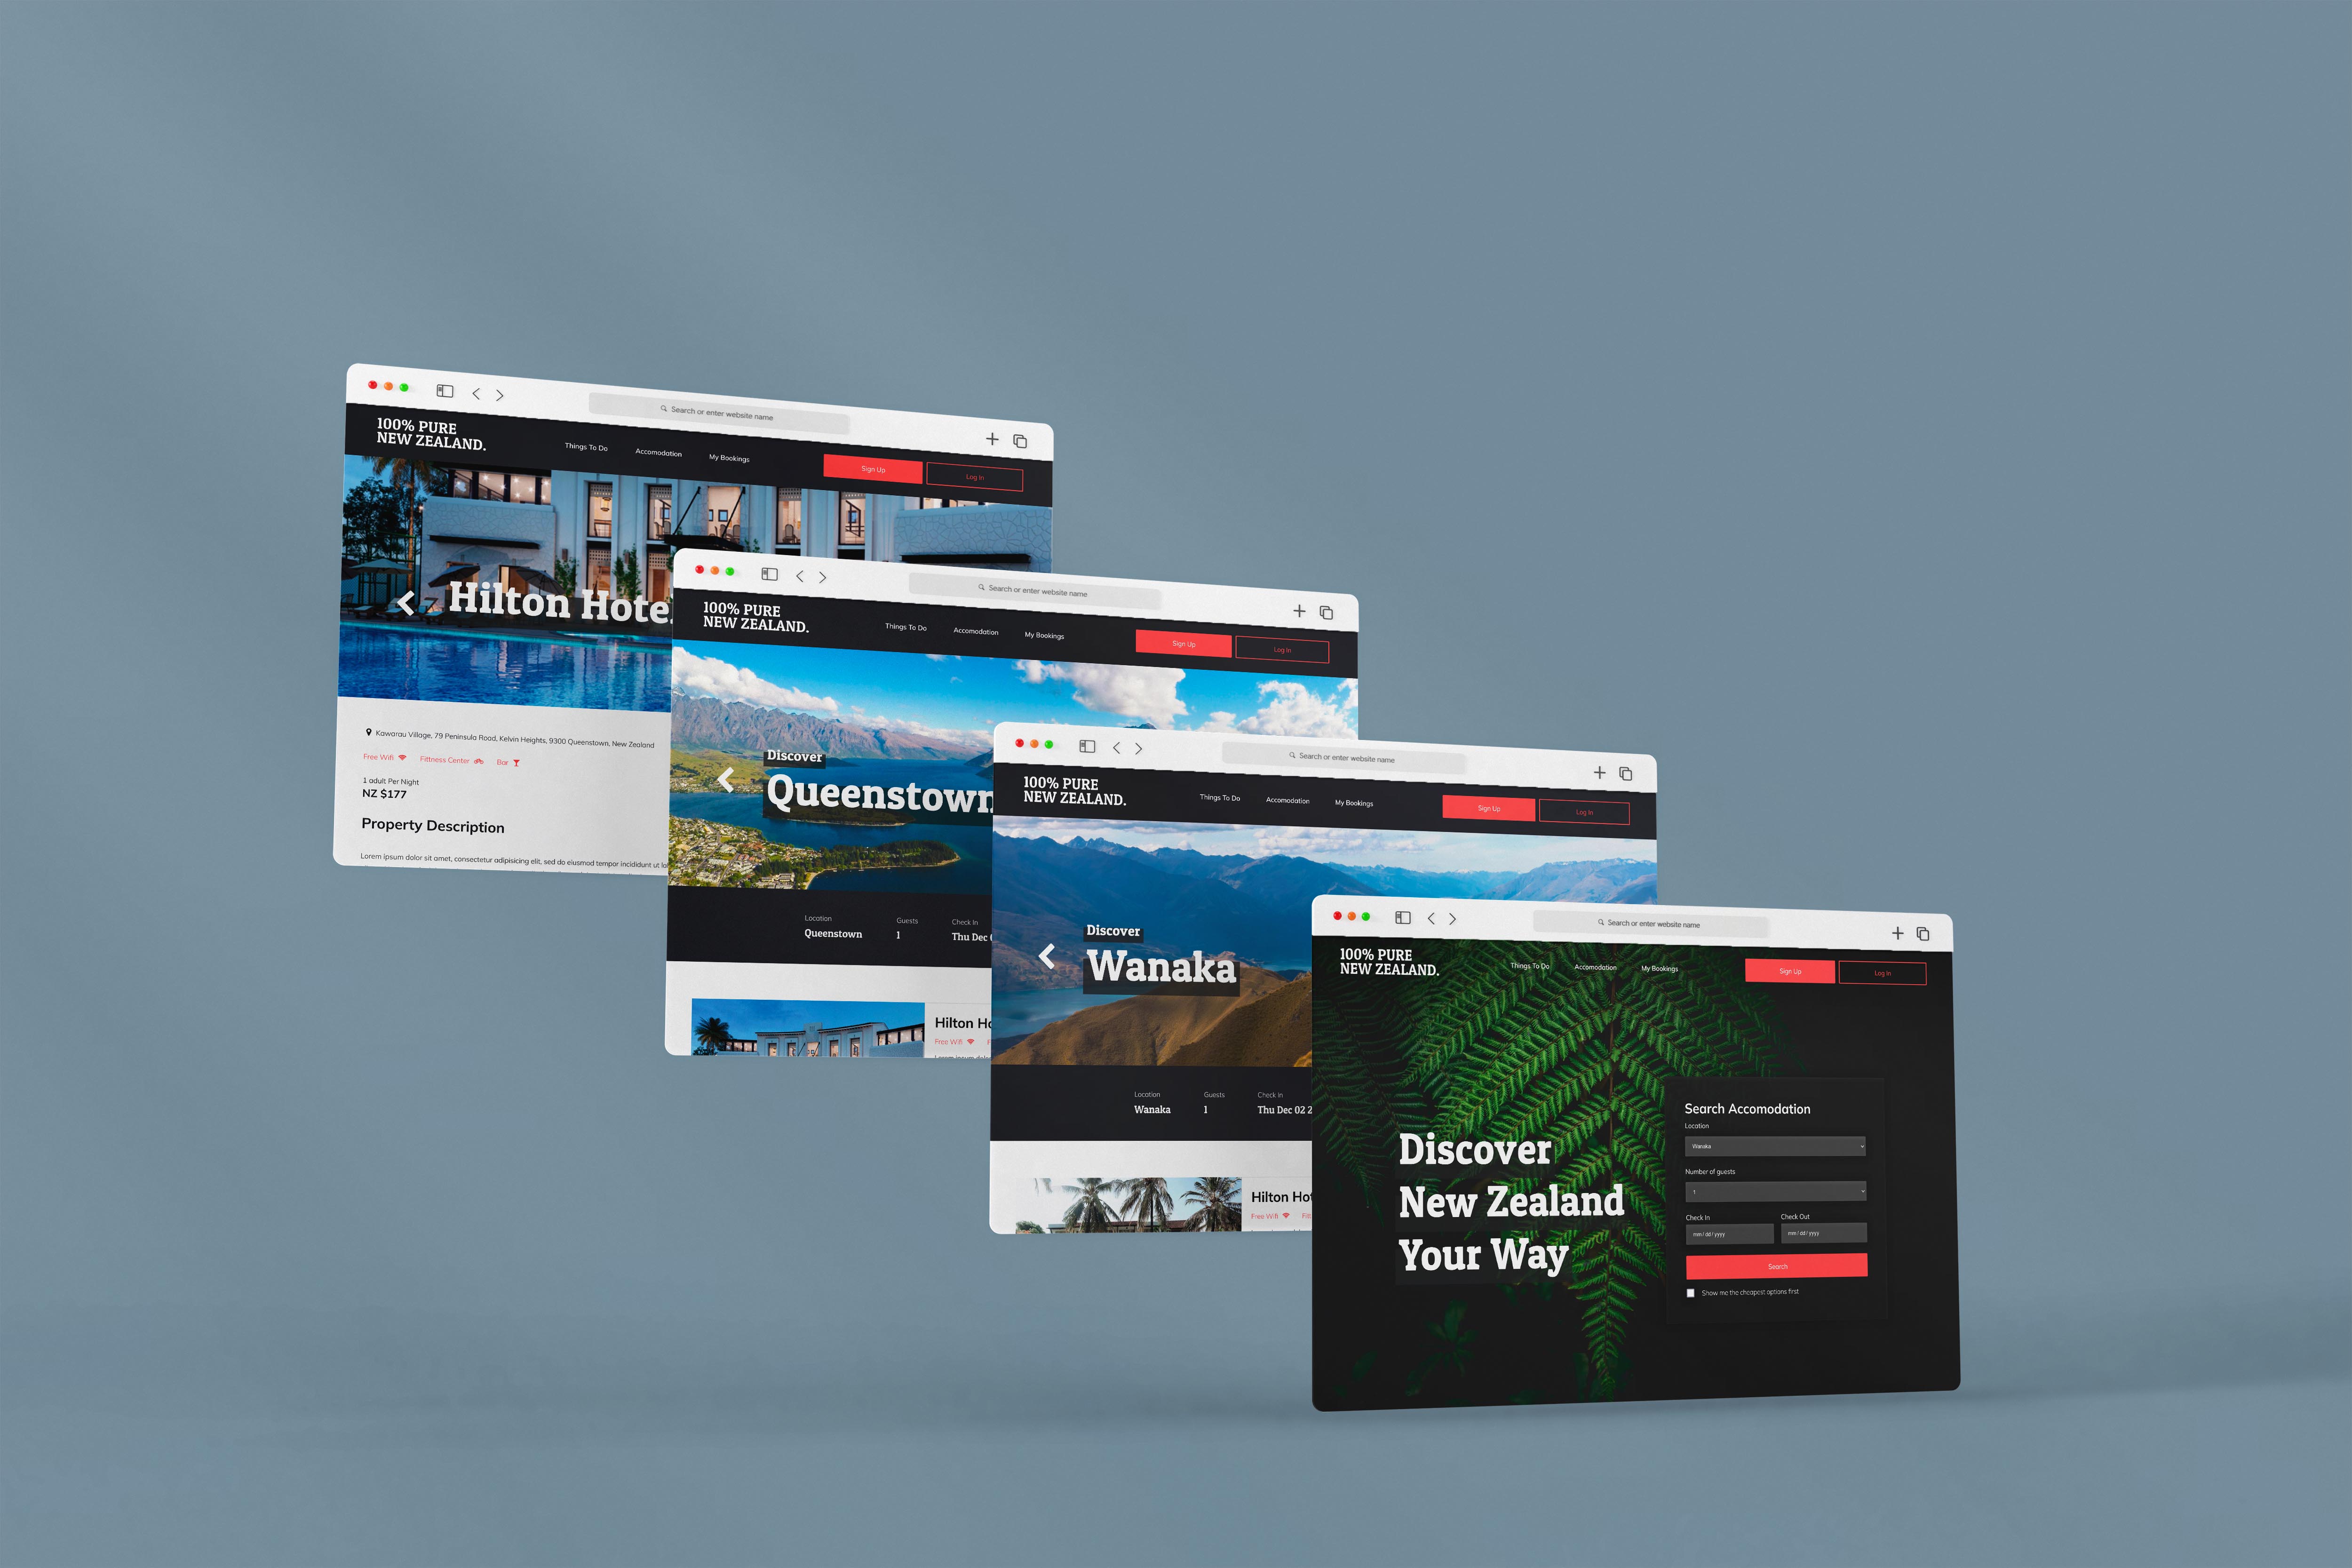 Search or enter website name
100% PURE
NEW ZEALAND.
Things To Do
Accomodation
My Bookings
Sign Up
Log In
Hilton Hote
Kawarau Village, 79 Peninsula Road, Kelvin Heights, 9300 Queenstown, New Zealand
Free Wifi
Fittness Center
Bar
1 adult Per Night
NZ $177
Property Description
Lorem ipsum dolor sit amet, consectetur adipisicing elit, sed do eiusmod tempor incididunt ut la
Search or enter website name
100% PURE
NEW ZEALAND.
Things To Do
Accomodation
My Bookings
Sign Up
Log In
Discover
Queenstown
Location
Guests
Check In
Queenstown
1
Thu Dec
Hilton Ho
Free Wifi
F
Search or enter website name
100% PURE
NEW ZEALAND.
Things To Do
Accomodation
My Bookings
Sign Up
Log In
Discover
Wanaka
Location
Guests
Check In
Wanaka
1
Thu Dec 02 2
Hilton Hot
Free Wifi
Fitt
Search or enter website name
100% PURE
NEW ZEALAND.
Things To Do
Accomodation
My Bookings
Sign Up
Log In
Discover
New Zealand
Your Way
Search Accomodation
Location
Wanaka
Number of guests
1
Check In
Check Out
mm/dd/yyyy
mm/dd/yyyy
Search
Show me the cheapest options first